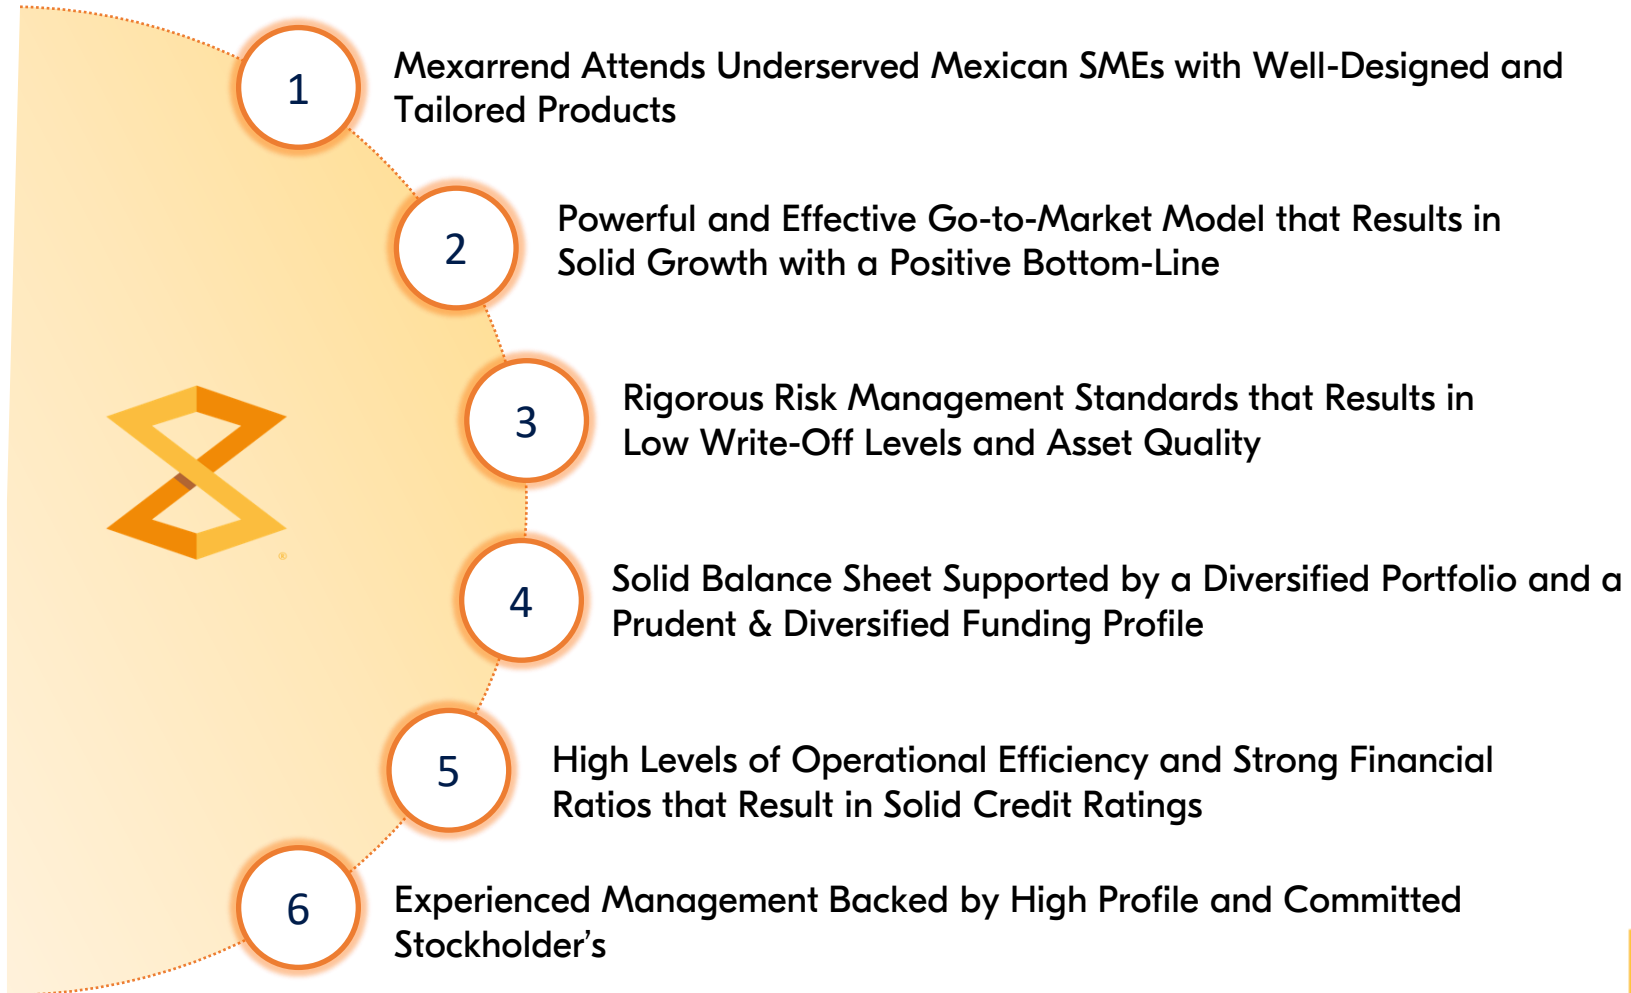 1
Mexarrend Attends Underserved Mexican SMEs with Well-Designed and
Tailored Products
2
Powerful and Effective Go-to-Market Model that Results in
Solid Growth with a Positive Bottom-Line
3
Rigorous Risk Management Standards that Results in
Low Write-Off Levels and Asset Quality
4
Solid Balance Sheet Supported by a Diversified Portfolio and a
Prudent & Diversified Funding Profile
5
High Levels of Operational Efficiency and Strong Financial
Ratios that Result in Solid Credit Ratings
6
Experienced Management Backed by High Profile and Committed
Stockholder’s
®